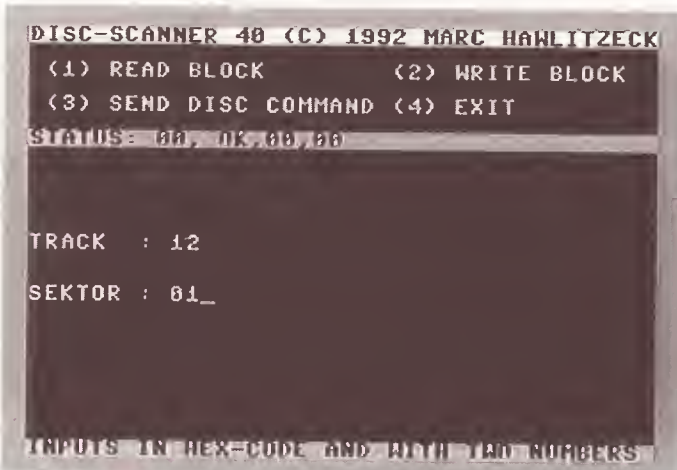 DISC-SCANNER 40 (C) 1992 MARC HAWLITZECK
(1) READ BLOCK (2) WRITE BLOCK
(3) SEND DISC COMMAND (4) EXIT
STATUS: 00, OK,00,00
TRACK : 12
SEKTOR : 01_
INPUTS IN HEX-CODE AND WITH TWO NUMBERS